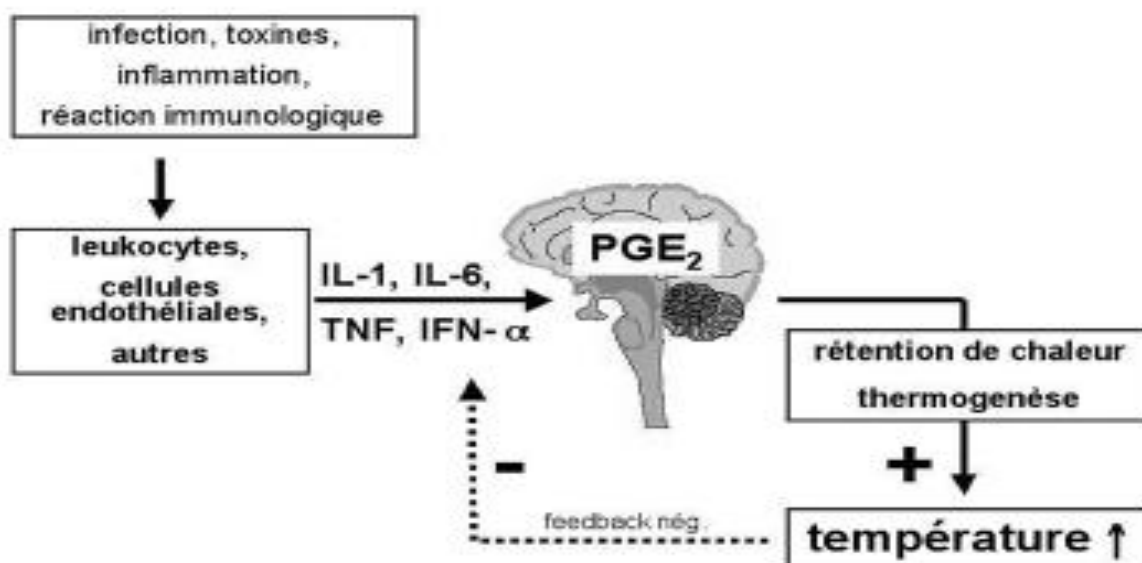 infection, toxines,
inflammation,
réaction immunologique
leukocytes,
cellules
endothéliales,
autres
IL-1, IL-6,
TNF, IFN- α
PGE₂
rétention de chaleur
thermogenèse
+
température ↑
-
feedback nég.